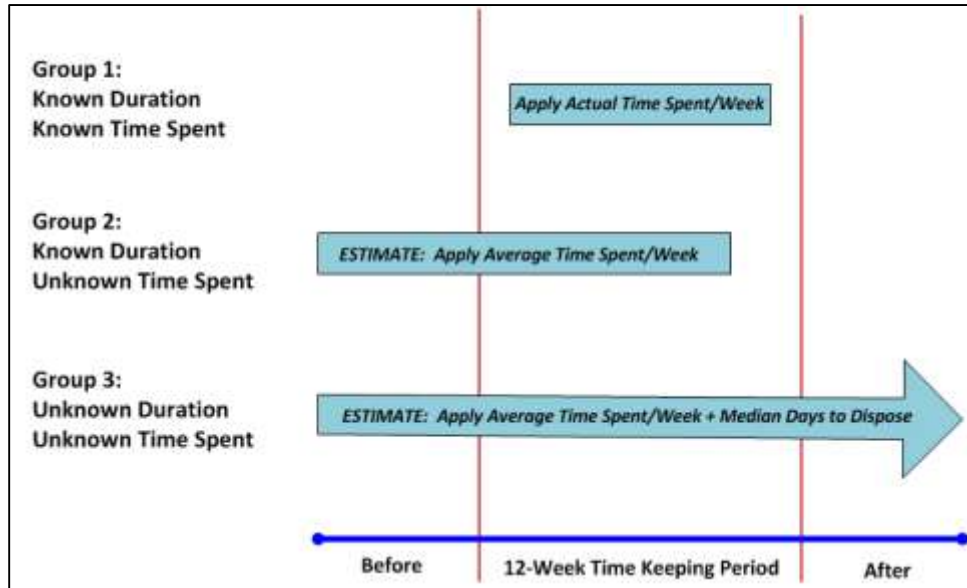 Group 1:
Known Duration
Known Time Spent
Apply Actual Time Spent/Week
Group 2:
Known Duration
Unknown Time Spent
ESTIMATE: Apply Average Time Spent/Week
Group 3:
Unknown Duration
Unknown Time Spent
ESTIMATE: Apply Average Time Spent/Week + Median Days to Dispose
Before
12-Week Time Keeping Period
After